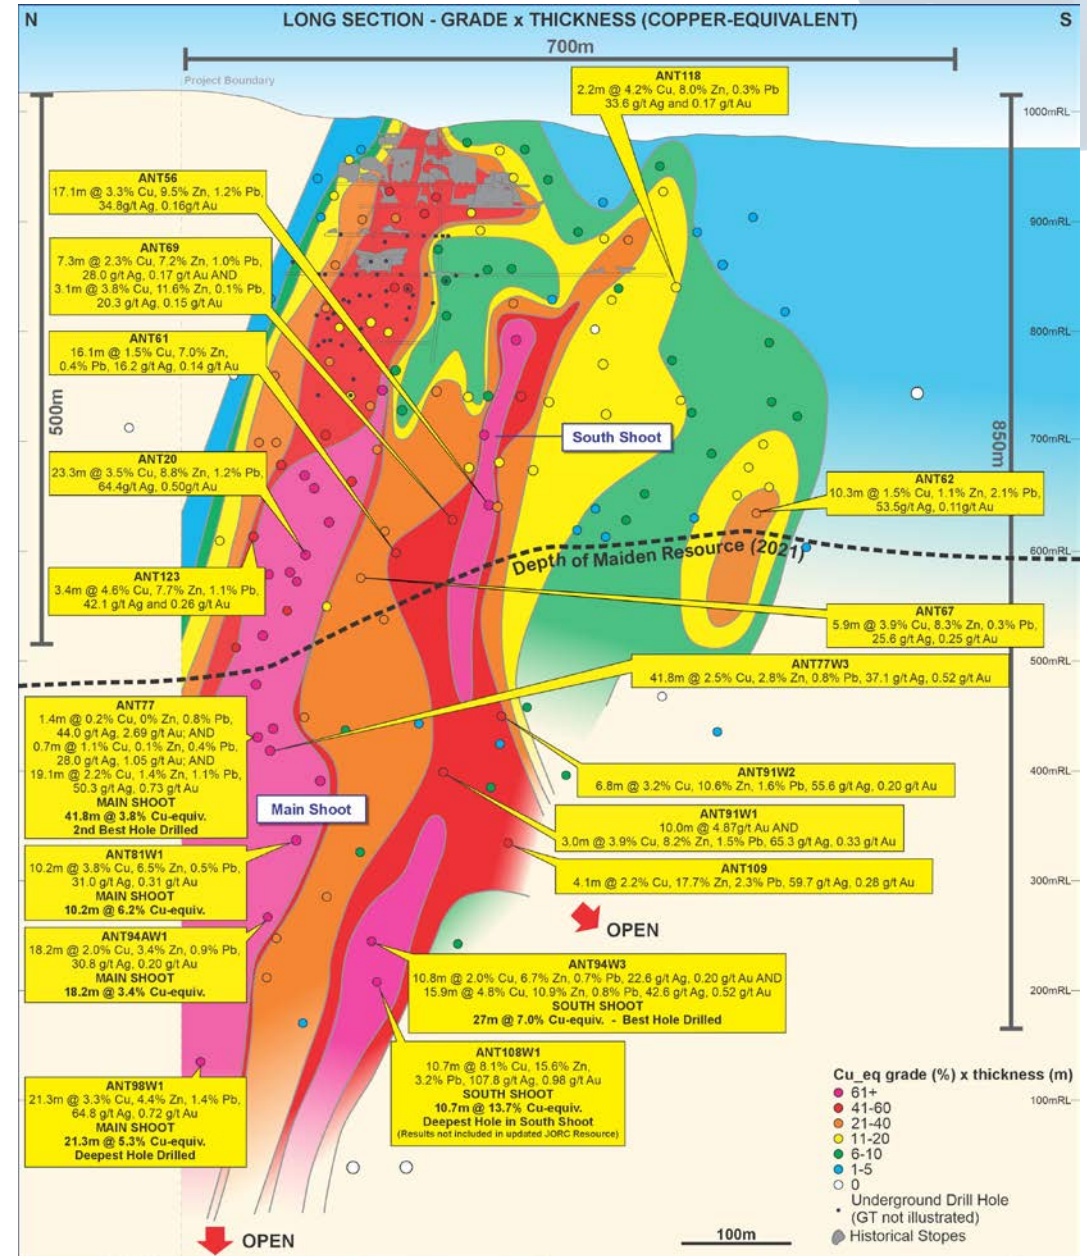 N
LONG SECTION - GRADE x THICKNESS (COPPER-EQUIVALENT)
S
700m
Project Boundary
ANT118
2.2m @ 4.2% Cu, 8.0% Zn, 0.3% Pb
33.6 g/t Ag and 0.17 g/t Au
1000mRL
900mRL
800mRL
700mRL
600mRL
500mRL
400mRL
300mRL
200mRL
100mRL
500m
850m
ANT56
17.1m @ 3.3% Cu, 9.5% Zn, 1.2% Pb,
34.8g/t Ag, 0.16g/t Au
ANT69
7.3m @ 2.3% Cu, 7.2% Zn, 1.0% Pb,
28.0 g/t Ag, 0.17 g/t Au AND
3.1m @ 3.8% Cu, 11.6% Zn, 0.1% Pb,
20.3 g/t Ag, 0.15 g/t Au
ANT61
16.1m @ 1.5% Cu, 7.0% Zn,
0.4% Pb, 16.2 g/t Ag, 0.14 g/t Au
South Shoot
ANT20
23.3m @ 3.5% Cu, 8.8% Zn, 1.2% Pb,
64.4g/t Ag, 0.50g/t Au
ANT62
10.3m @ 1.5% Cu, 1.1% Zn, 2.1% Pb,
53.5g/t Ag, 0.11g/t Au
Depth of Maiden Resource (2021)
ANT123
3.4m @ 4.6% Cu, 7.7% Zn, 1.1% Pb,
42.1 g/t Ag and 0.26 g/t Au
ANT67
5.9m @ 3.9% Cu, 8.3% Zn, 0.3% Pb,
25.6 g/t Ag, 0.25 g/t Au
ANT77W3
41.8m @ 2.5% Cu, 2.8% Zn, 0.8% Pb, 37.1 g/t Ag, 0.52 g/t Au
ANT77
1.4m @ 0.2% Cu, 0% Zn, 0.8% Pb,
44.0 g/t Ag, 2.69 g/t Au; AND
0.7m @ 1.1% Cu, 0.1% Zn, 0.4% Pb,
28.0 g/t Ag, 1.05 g/t Au; AND
19.1m @ 2.2% Cu, 1.4% Zn, 1.1% Pb,
50.3 g/t Ag, 0.73 g/t Au
MAIN SHOOT
41.8m @ 3.8% Cu-equiv.
2nd Best Hole Drilled
ANT91W2
6.8m @ 3.2% Cu, 10.6% Zn, 1.6% Pb, 55.6 g/t Ag, 0.20 g/t Au
Main Shoot
ANT91W1
10.0m @ 4.87g/t Au AND
3.0m @ 3.9% Cu, 8.2% Zn, 1.5% Pb, 65.3 g/t Ag, 0.33 g/t Au
ANT81W1
10.2m @ 3.8% Cu, 6.5% Zn, 0.5% Pb,
31.0 g/t Ag, 0.31 g/t Au
MAIN SHOOT
10.2m @ 6.2% Cu-equiv.
ANT109
4.1m @ 2.2% Cu, 17.7% Zn, 2.3% Pb, 59.7 g/t Ag, 0.28 g/t Au
OPEN
ANT94AW1
18.2m @ 2.0% Cu, 3.4% Zn, 0.9% Pb,
30.8 g/t Ag, 0.20 g/t Au
MAIN SHOOT
18.2m @ 3.4% Cu-equiv.
ANT94W3
10.8m @ 2.0% Cu, 6.7% Zn, 0.7% Pb, 22.6 g/t Ag, 0.20 g/t Au AND
15.9m @ 4.8% Cu, 10.9% Zn, 0.8% Pb, 42.6 g/t Ag, 0.52 g/t Au
SOUTH SHOOT
27m @ 7.0% Cu-equiv. - Best Hole Drilled
ANT108W1
10.7m @ 8.1% Cu, 15.6% Zn,
3.2% Pb, 107.8 g/t Ag, 0.98 g/t Au
SOUTH SHOOT
10.7m @ 13.7% Cu-equiv.
Deepest Hole in South Shoot
(Results not included in updated JORC Resource)
ANT98W1
21.3m @ 3.3% Cu, 4.4% Zn, 1.4% Pb,
64.8 g/t Ag, 0.72 g/t Au
MAIN SHOOT
21.3m @ 5.3% Cu-equiv.
Deepest Hole Drilled
Cu_eq grade (%) x thickness (m)
61+
41-60
21-40
11-20
6-10
1-5
0
Underground Drill Hole
(GT not illustrated)
Historical Stopes
100m
OPEN